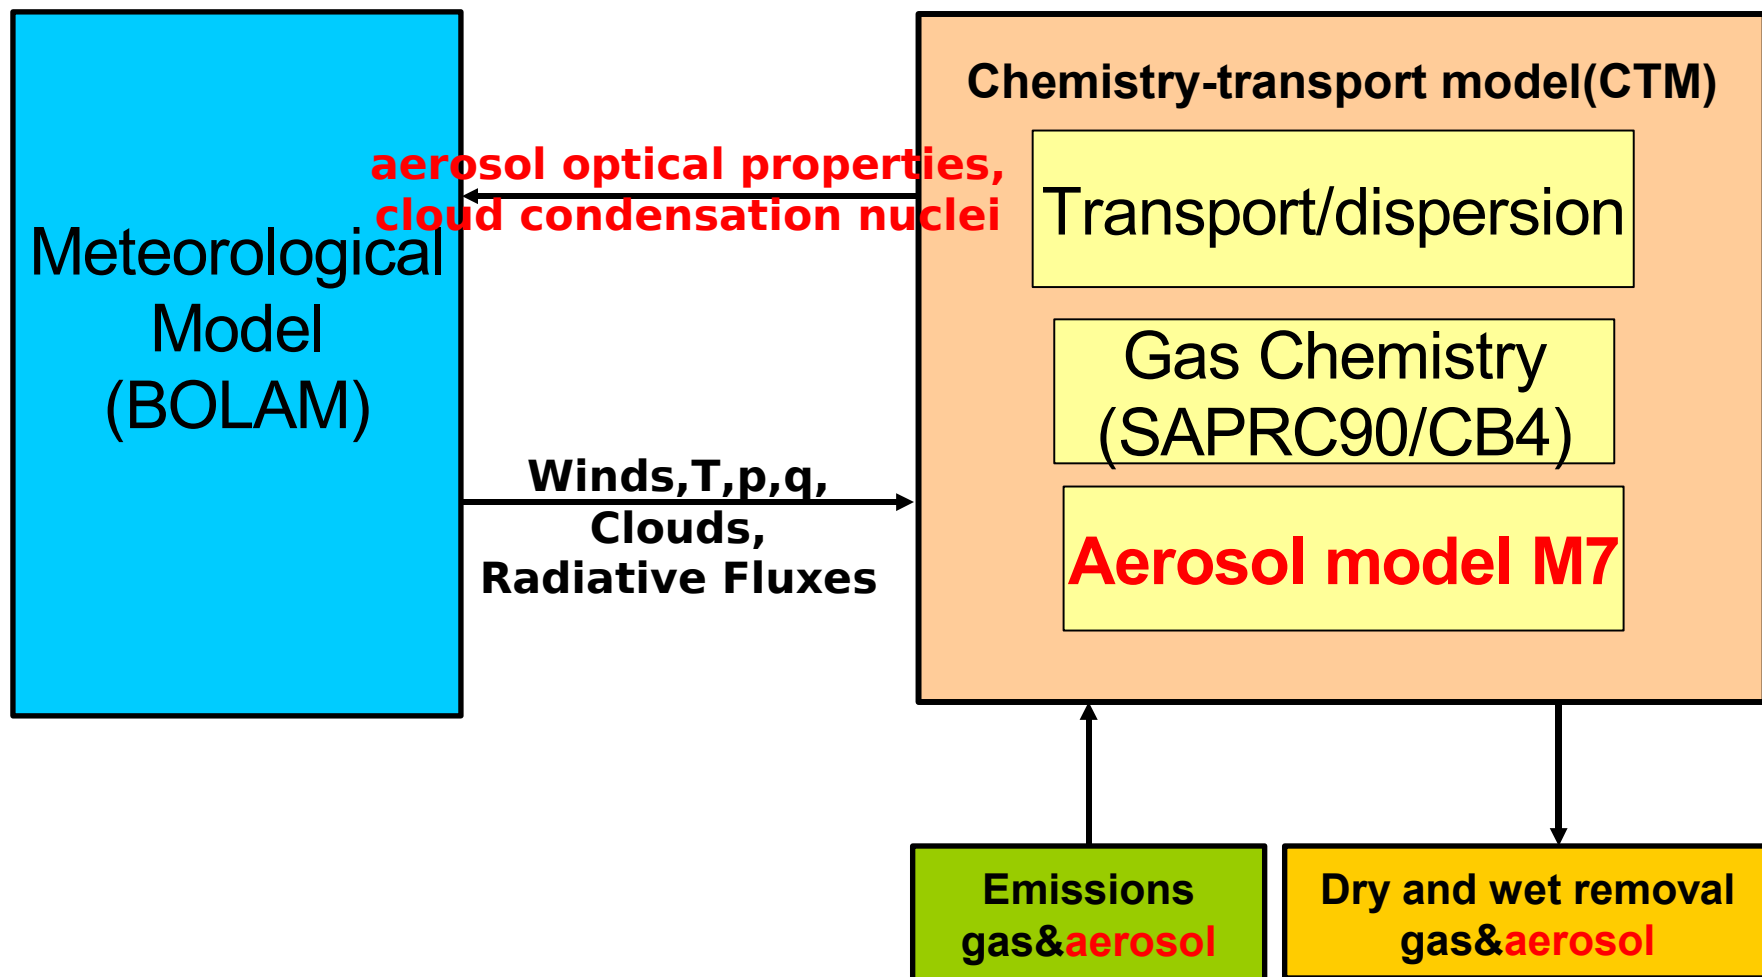 Chemistry-transport model(CTM)
aerosol optical properties,
cloud condensation nuclei
Transport/dispersion
Meteorological
Model
(BOLAM)
Gas Chemistry
(SAPRC90/CB4)
Winds,T,p,q,
Clouds,
Radiative Fluxes
Aerosol model M7
Emissions
gas&aerosol
Dry and wet removal
gas&aerosol